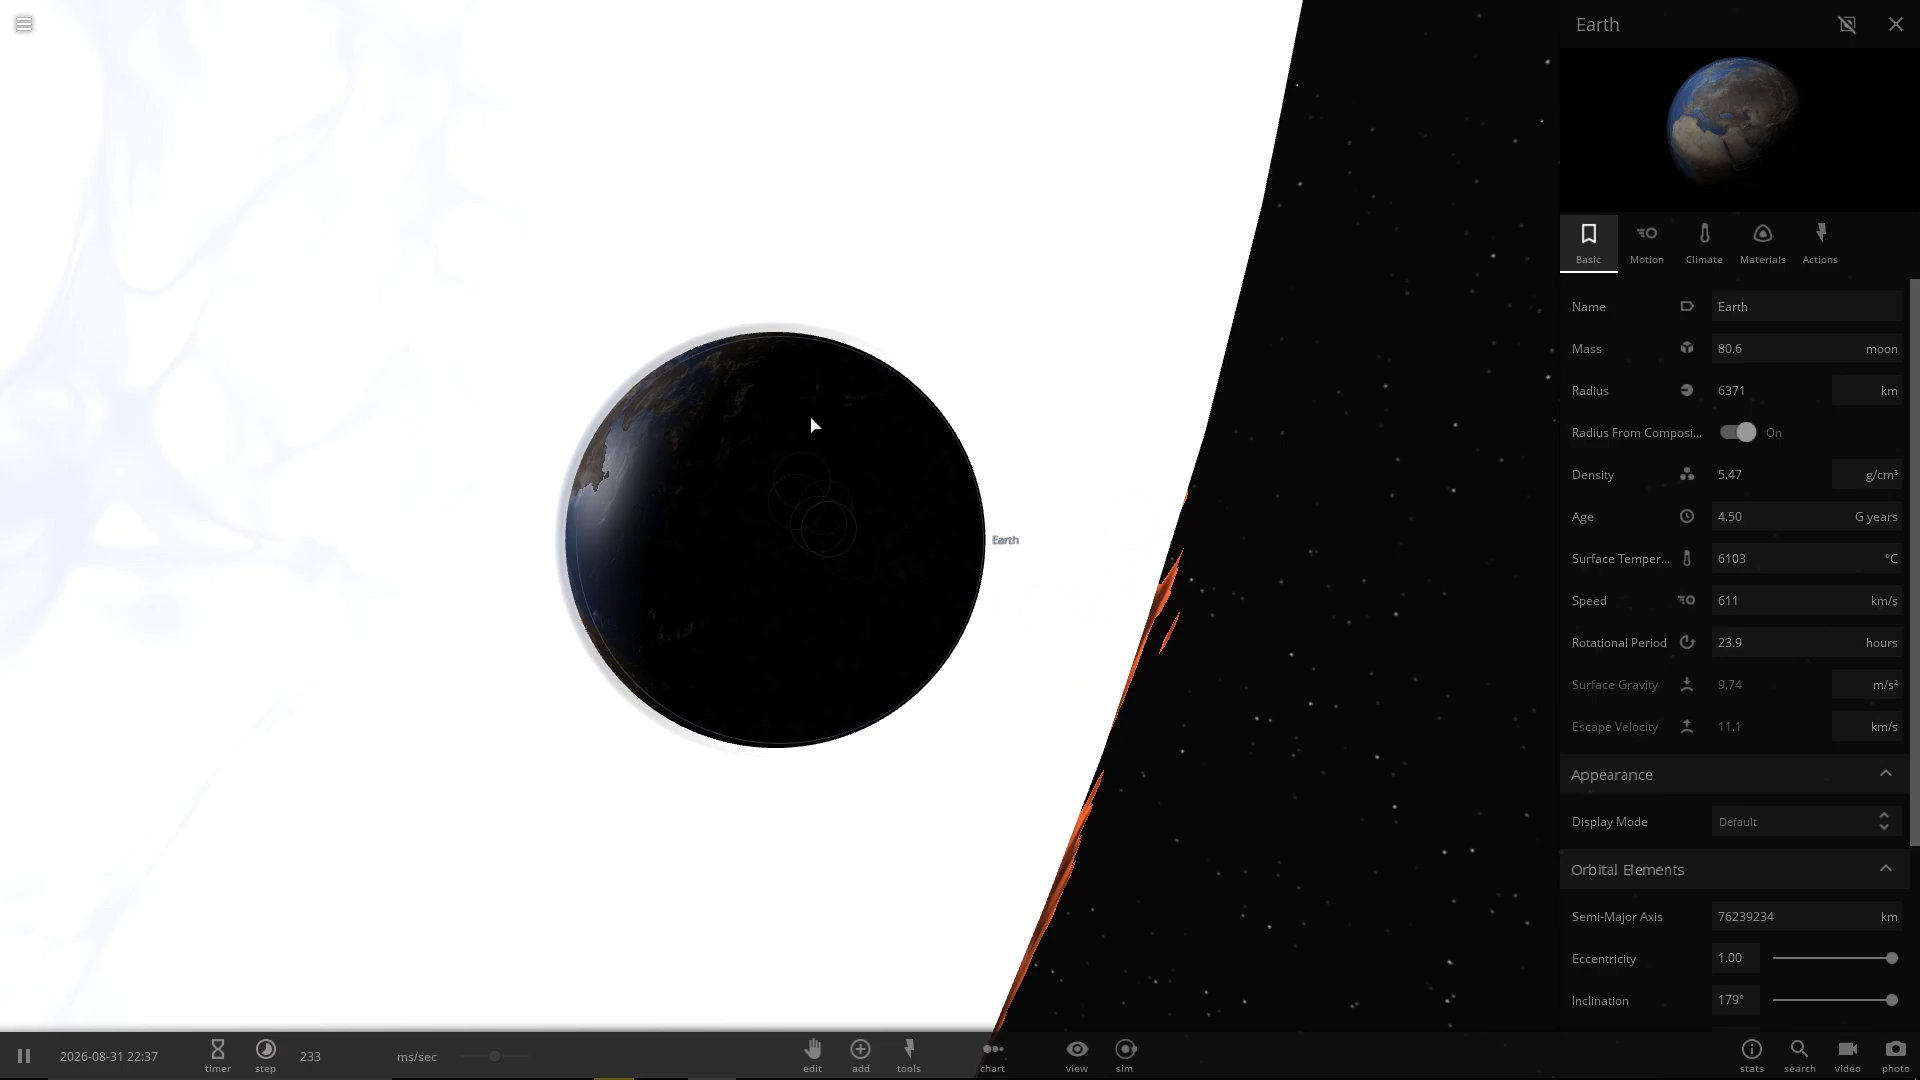 Earth
Basic
Motion
Climate
Materials
Actions
Name Earth
Mass 80.6 moon
Radius 6371 km
Radius From Composi... On
Density 5.47 g/cm³
Age 4.50 G years
Surface Temper... 6103 °C
Speed 611 km/s
Rotational Period 23.9 hours
Surface Gravity 9.74 m/s²
Escape Velocity 11.1 km/s
Appearance
Display Mode Default
Orbital Elements
Semi-Major Axis 76239234 km
Eccentricity 1.00
Inclination 179°
Earth
2026-08-31 22:37
timer
step
233 ms/sec
edit
add
tools
chart
view
sim
stats
search
video
photo